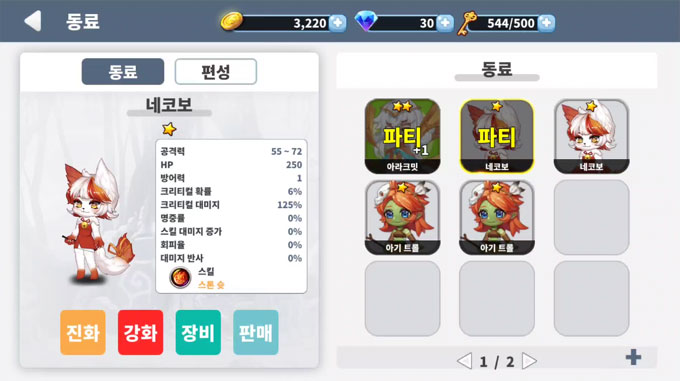 동료
3,220
30
544/500
동료
편성
네코보
공격력 55 ~ 72
HP 250
방어력 1
크리티컬 확률 6%
크리티컬 대미지 125%
명중률 0%
스킬 대미지 증가 0%
회피율 0%
대미지 반사 0%
스킬
스톤 슛
진화
강화
장비
판매
동료
파티
+1
아라크밋
파티
네코보
네코보
아기 트롤
아기 트롤
1 / 2